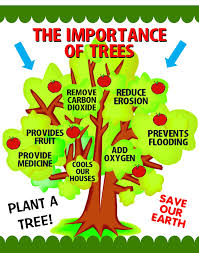 THE IMPORTANCE
OF TREES
REMOVE
CARBON
DIOXIDE
REDUCE
EROSION
PROVIDES
FRUIT
PREVENTS
FLOODING
PROVIDE
MEDICINE
COOLS
OUR
HOUSES
ADD
OXYGEN
PLANT A
TREE!
SAVE
OUR
EARTH